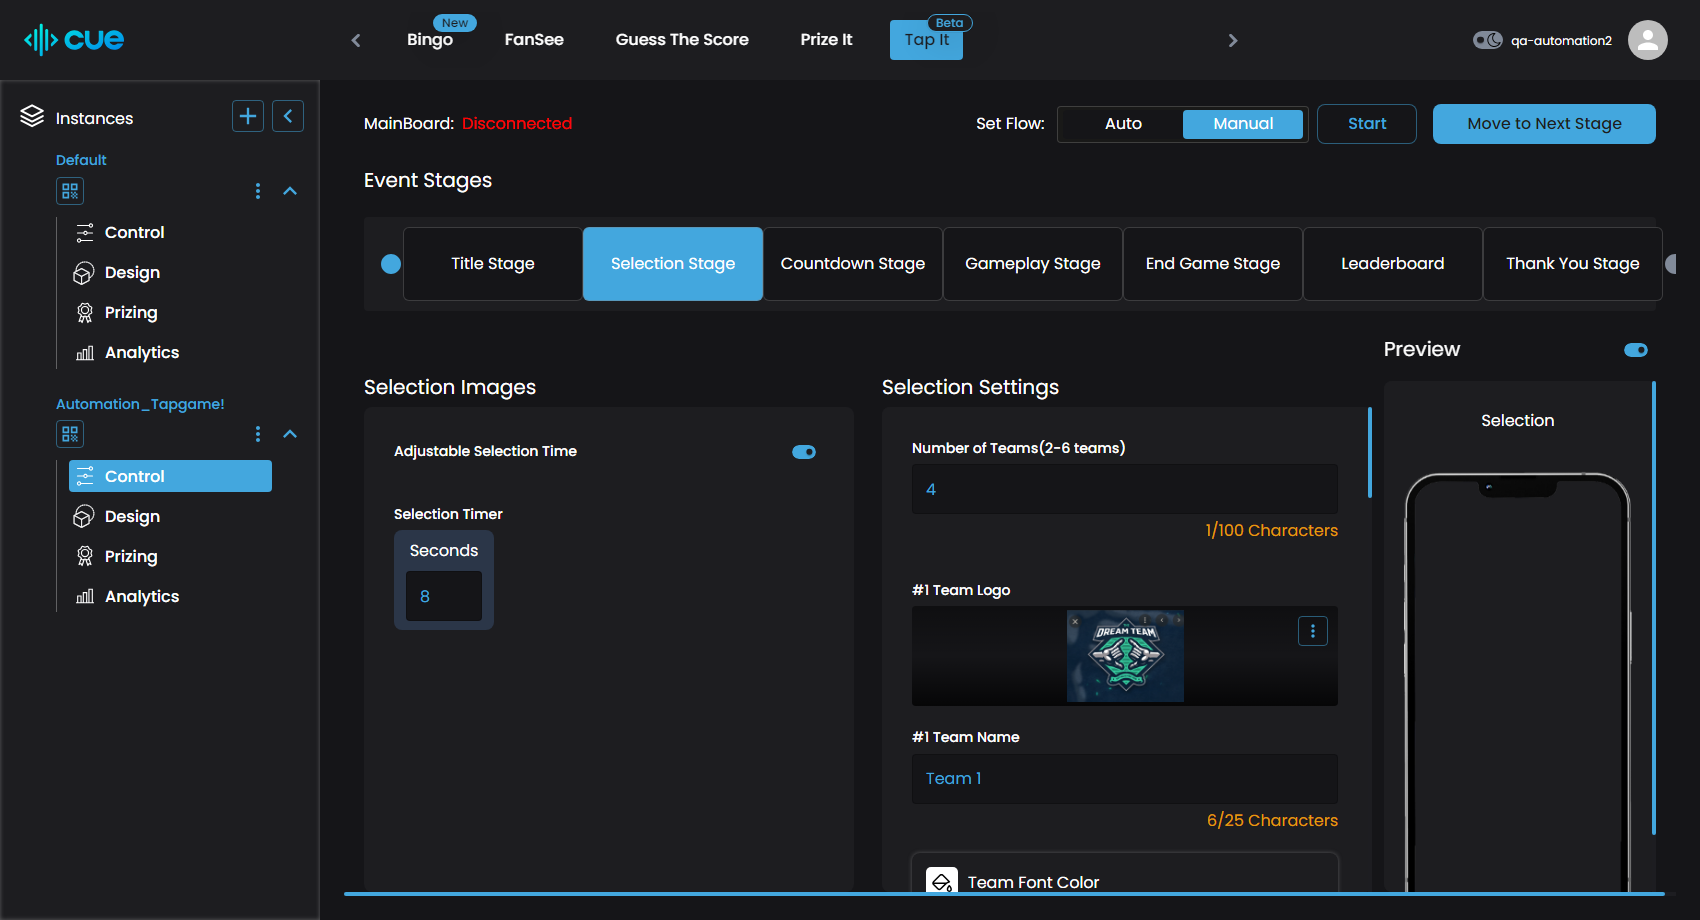 cue
Bingo
New
FanSee
Guess The Score
Prize It
Tap It
Beta
qa-automation2
Instances
Default
Control
Design
Prizing
Analytics
Automation_Tapgame!
Control
Design
Prizing
Analytics
MainBoard: Disconnected
Set Flow:
Auto
Manual
Start
Move to Next Stage
Event Stages
Title Stage
Selection Stage
Countdown Stage
Gameplay Stage
End Game Stage
Leaderboard
Thank You Stage
Selection Images
Adjustable Selection Time
Selection Timer
Seconds
8
Selection Settings
Number of Teams(2-6 teams)
4
1/100 Characters
#1 Team Logo
DREAM TEAM
#1 Team Name
Team 1
6/25 Characters
Team Font Color
Preview
Selection